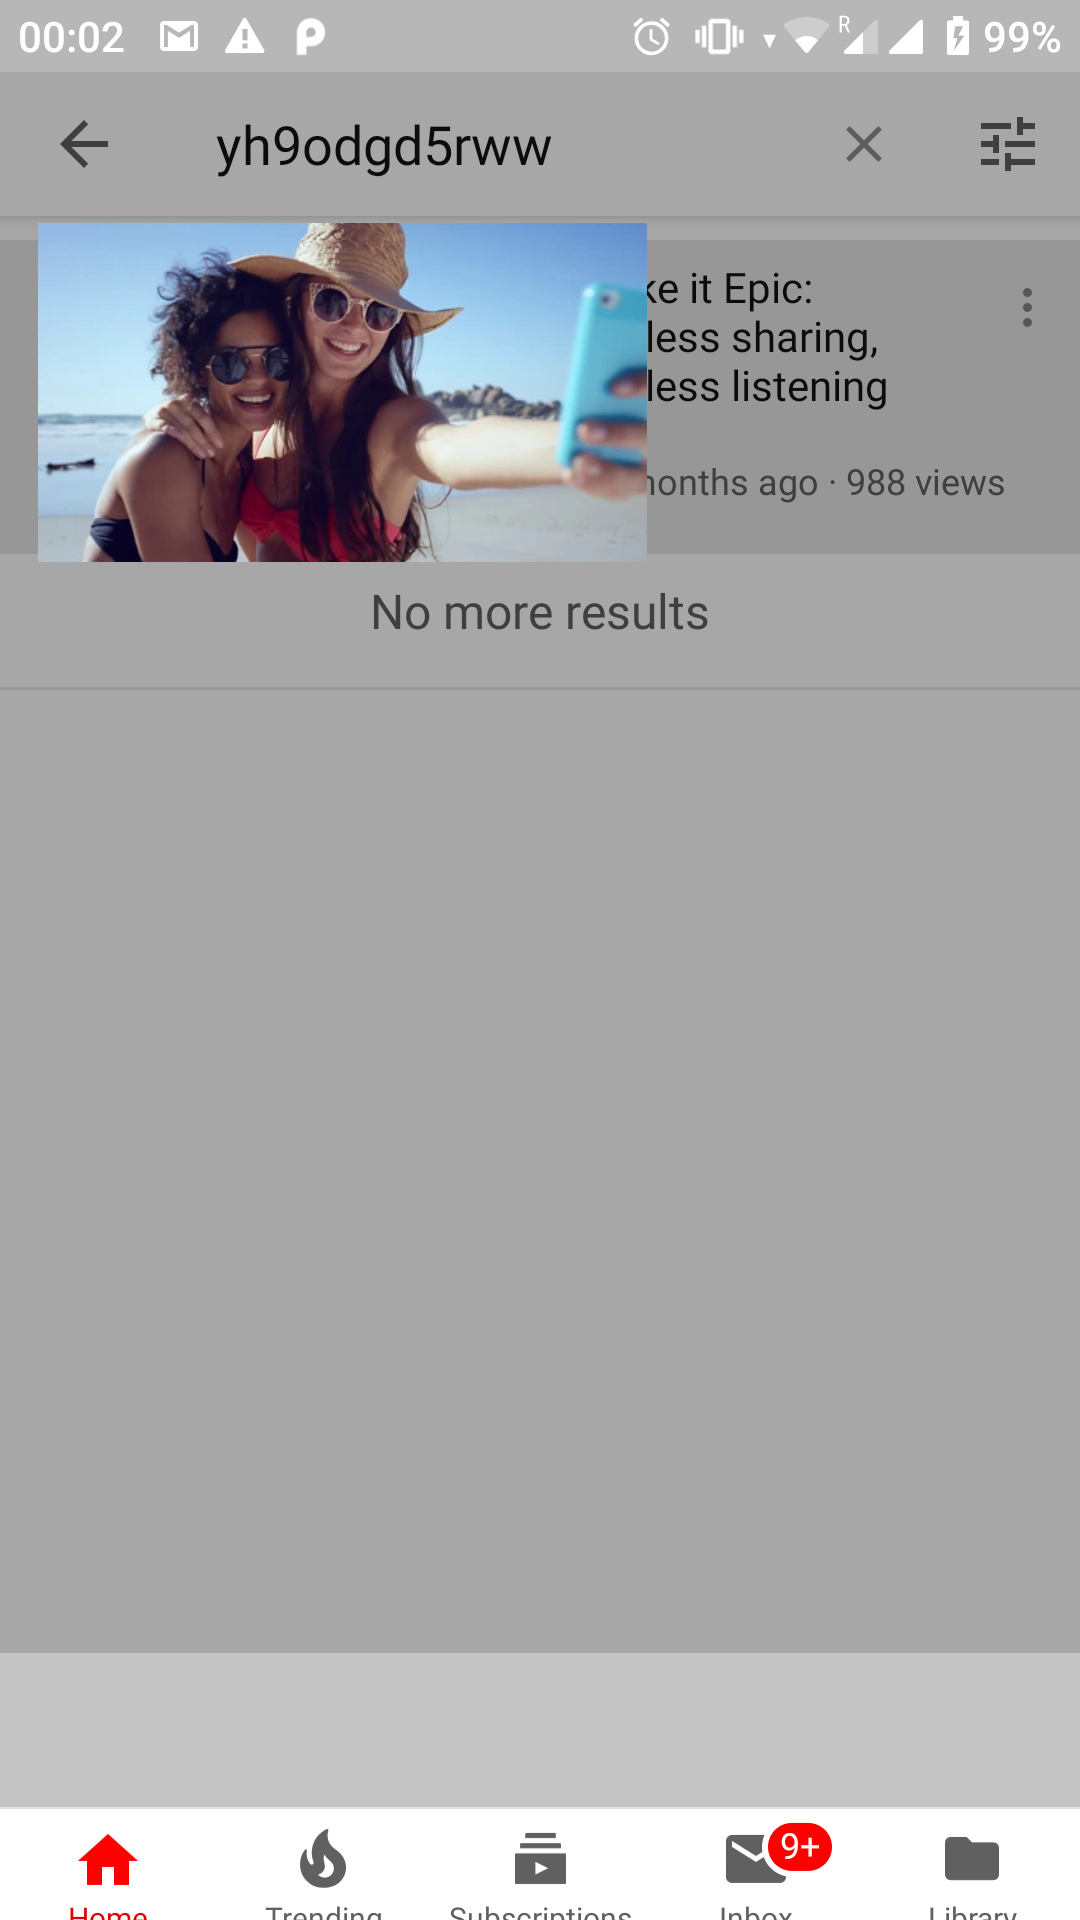 00:02 R 99%
yh9odgd5rww
ke it Epic:
less sharing,
less listening
months ago · 988 views
No more results
9+
Home Trending Subscriptions Inbox Library